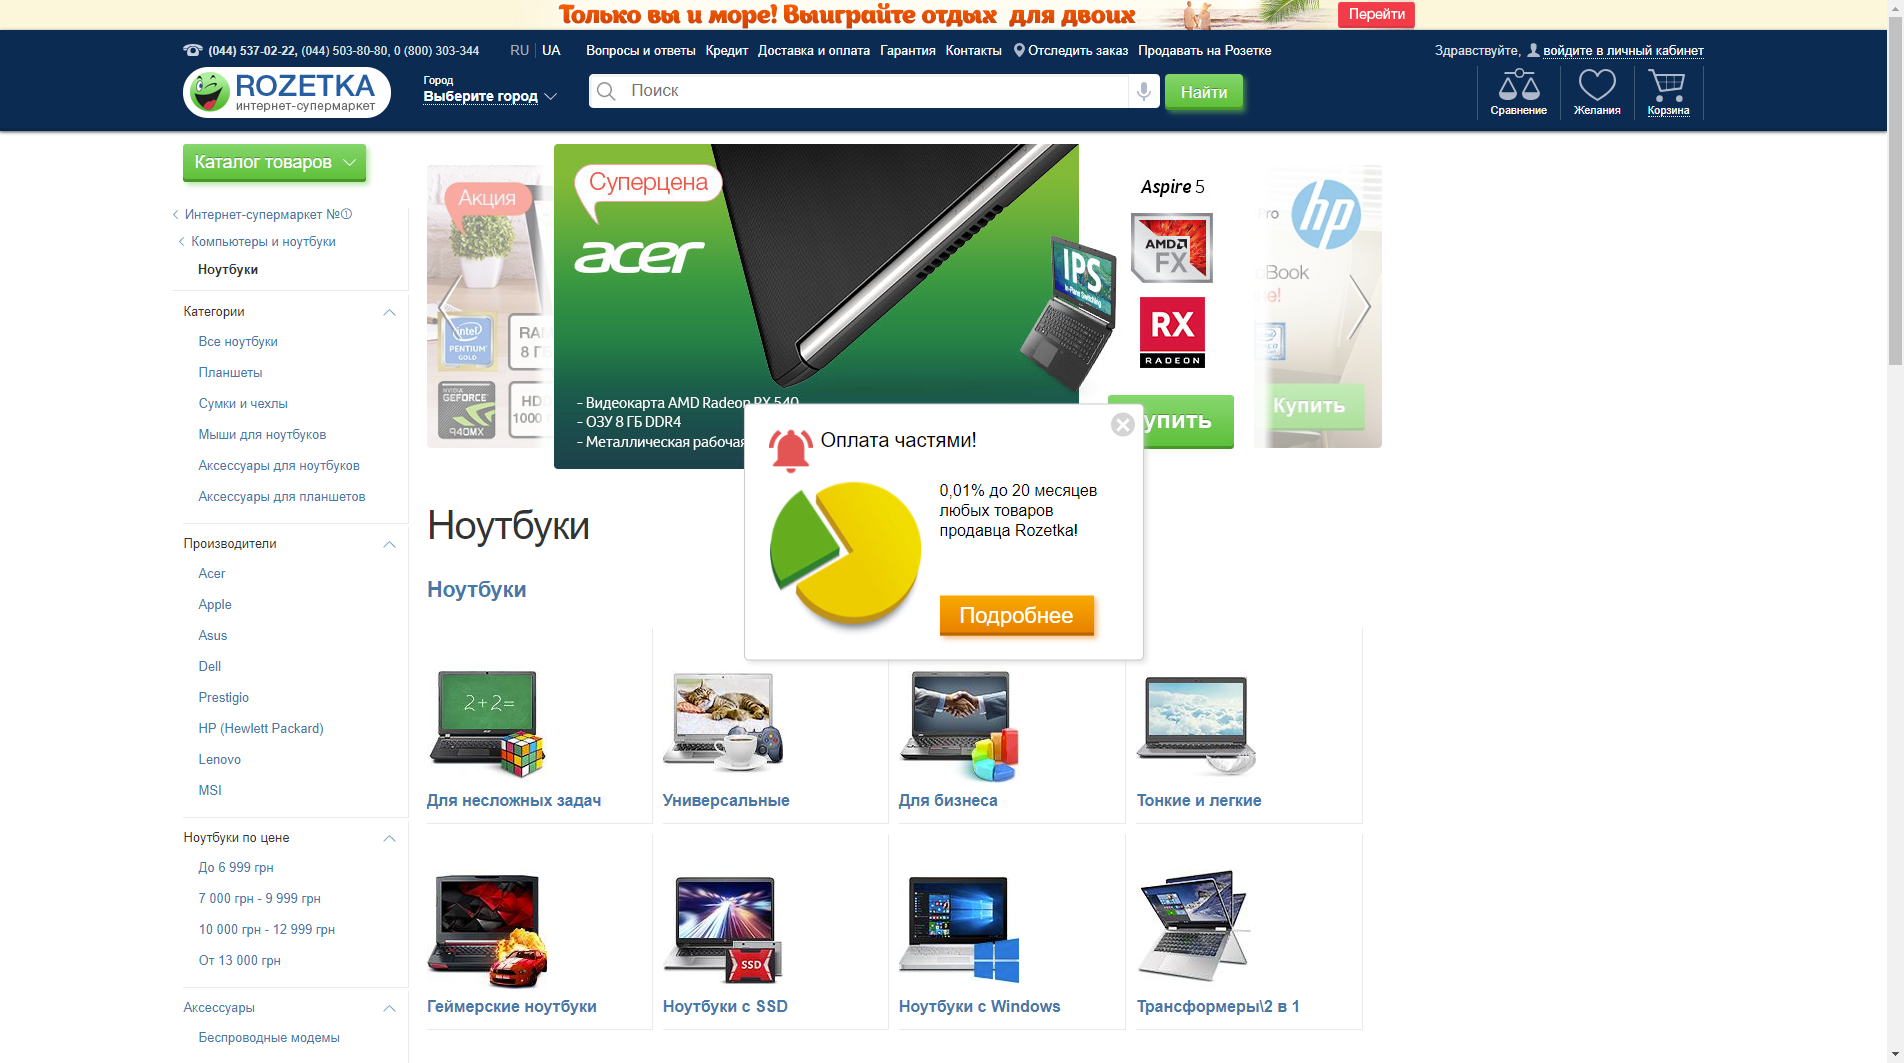 Только вы и море! Выиграйте отдых для двоих
Перейти
(044) 537-02-22, (044) 503-80-80, 0 (800) 303-344
RU UA
Вопросы и ответы Кредит Доставка и оплата Гарантия Контакты Отследить заказ Продавать на Розетке
Здравствуйте, войдите в личный кабинет
ROZETKA
интернет-супермаркет
Город
Выберите город
Поиск
Найти
Сравнение
Желания
Корзина
Каталог товаров
Интернет-супермаркет №①
Компьютеры и ноутбуки
Ноутбуки
Категории
Все ноутбуки
Планшеты
Сумки и чехлы
Мыши для ноутбуков
Аксессуары для ноутбуков
Аксессуары для планшетов
Производители
Acer
Apple
Asus
Dell
Prestigio
HP (Hewlett Packard)
Lenovo
MSI
Ноутбуки по цене
До 6 999 грн
7 000 грн - 9 999 грн
10 000 грн - 12 999 грн
От 13 000 грн
Аксессуары
Беспроводные модемы
Акция
intel
PENTIUM
GOLD
8 ГБ
NVIDIA
GEFORCE
940MX
HD
1000 Г
Суперцена
acer
- Видеокарта AMD Radeon RX 540
- ОЗУ 8 ГБ DDR4
- Металлическая рабочая
IPS
In-Plane Switching
Aspire 5
AMD
FX
RX
RADEON
упить
hp
Pro
oBook
Купить
Оплата частями!
0,01% до 20 месяцев
любых товаров
продавца Rozetka!
Подробнее
Ноутбуки
Ноутбуки
2+2=
Для несложных задач
Универсальные
Для бизнеса
Тонкие и легкие
Геймерские ноутбуки
SSD
Ноутбуки с SSD
Ноутбуки с Windows
Трансформеры\2 в 1